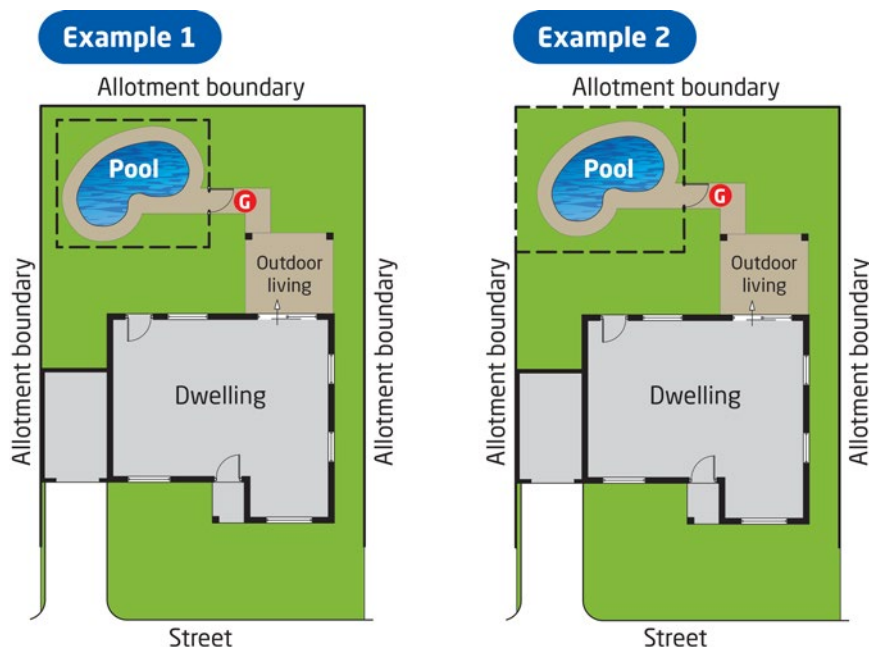 Example 1
Allotment boundary
Pool
G
Outdoor
living
Allotment boundary
Allotment boundary
Dwelling
Street
Example 2
Allotment boundary
Pool
G
Outdoor
living
Allotment boundary
Allotment boundary
Dwelling
Street